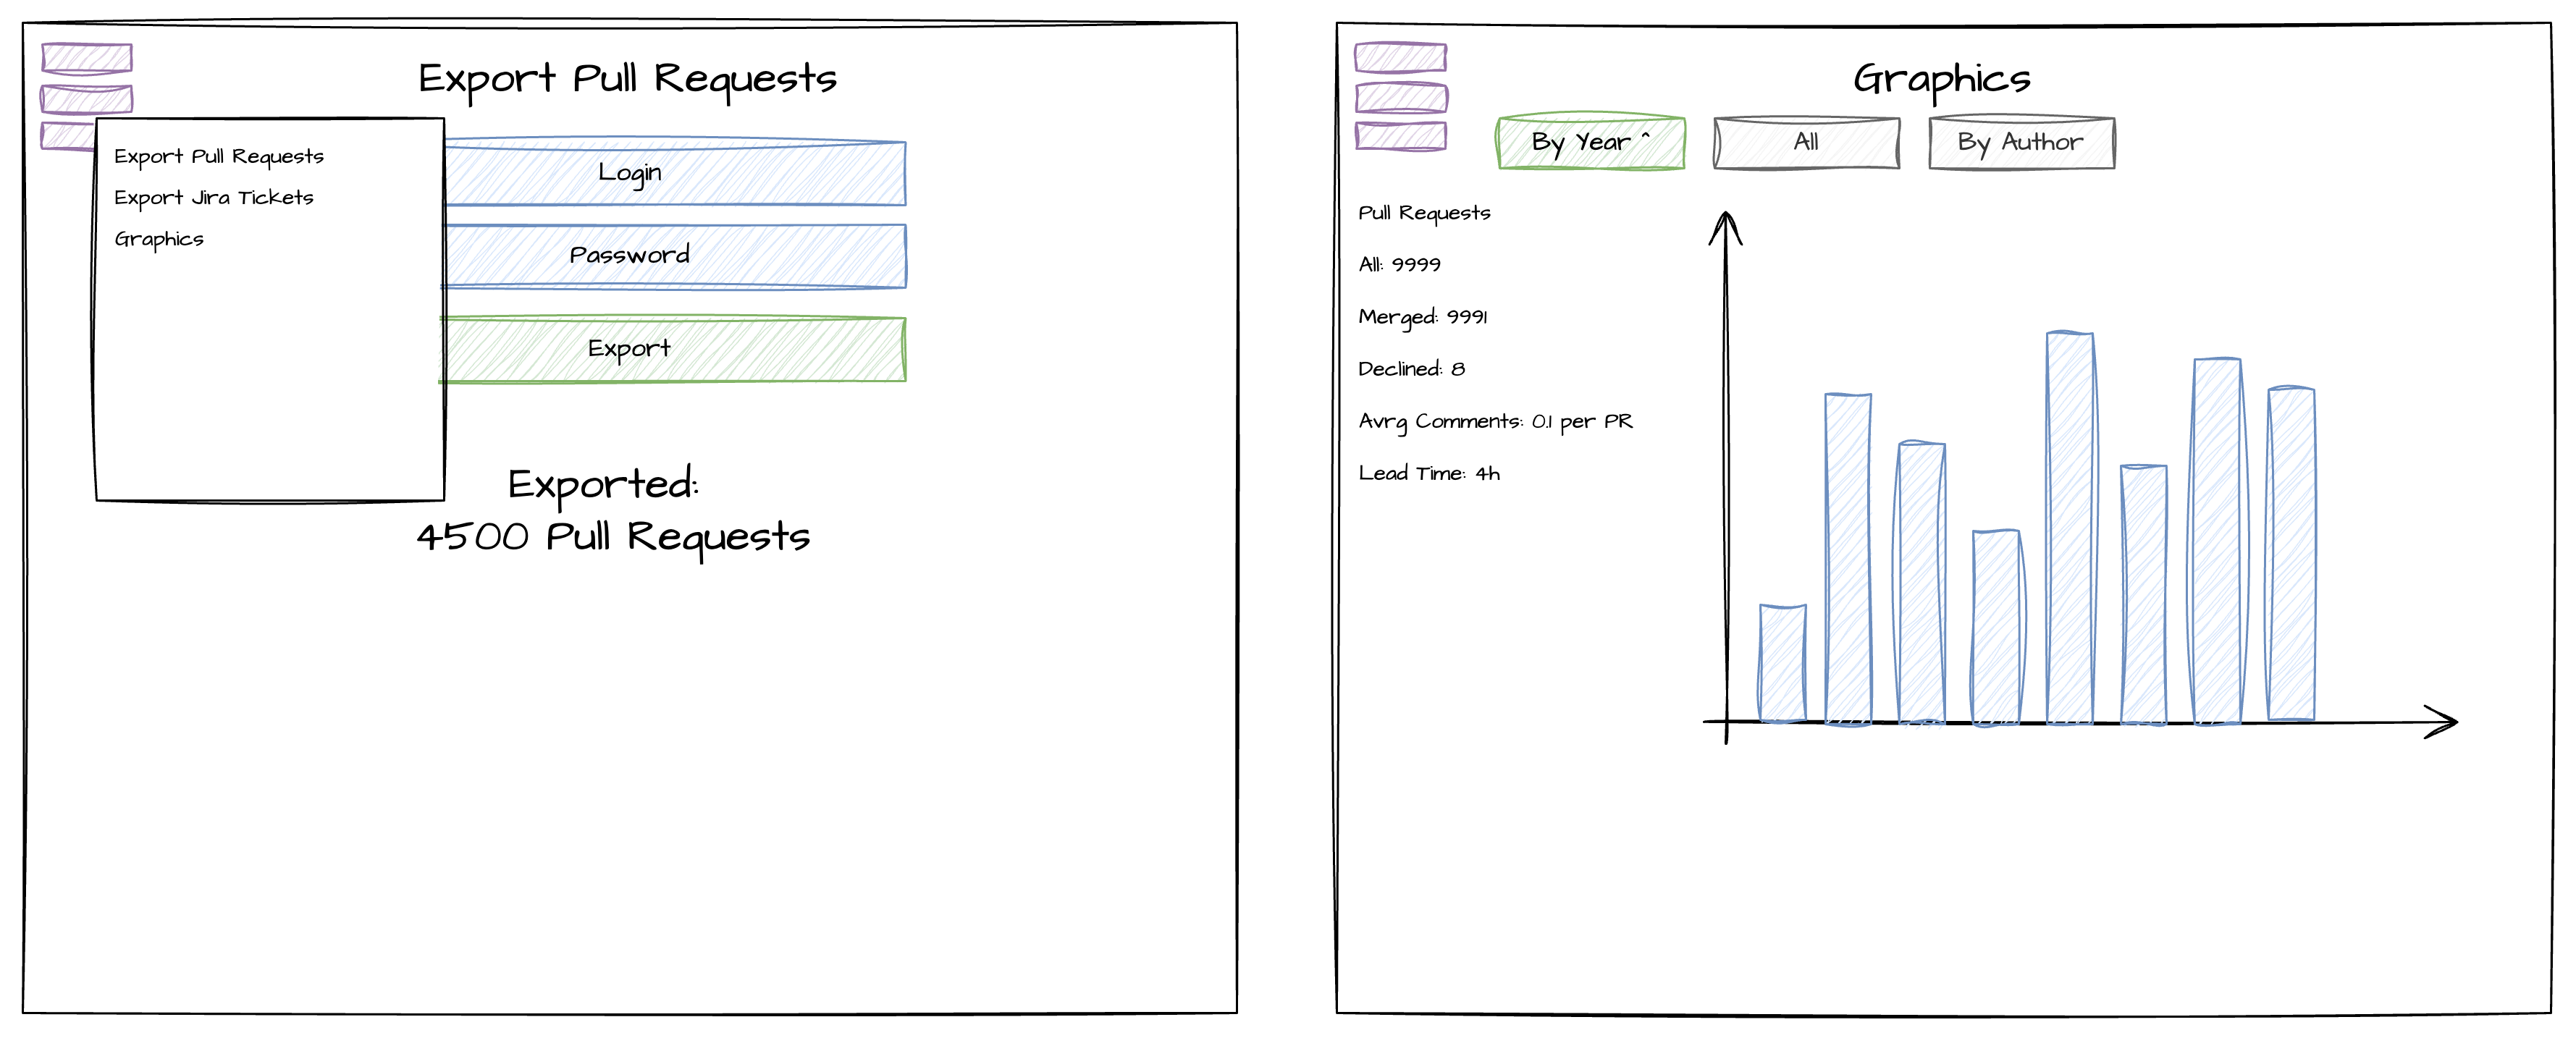 Export Pull Requests
Export Pull Requests
Export Jira Tickets
Graphics
Login
Password
Export
Exported:
4500 Pull Requests
Graphics
By Year ^
All
By Author
Pull Requests
All: 9999
Merged: 9991
Declined: 8
Avrg Comments: 0.1 per PR
Lead Time: 4h